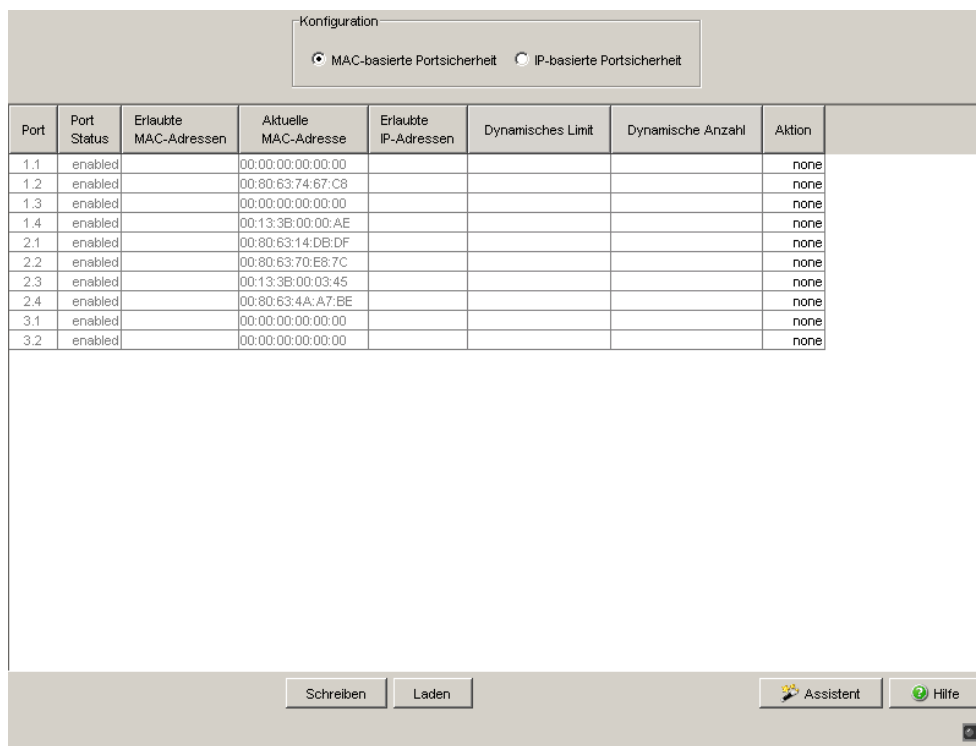 Konfiguration
MAC-basierte Portsicherheit IP-basierte Portsicherheit
Port Port Status Erlaubte MAC-Adressen Aktuelle MAC-Adresse Erlaubte IP-Adressen Dynamisches Limit Dynamische Anzahl Aktion
1.1 enabled 00:00:00:00:00:00 none
1.2 enabled 00:80:63:74:67:C8 none
1.3 enabled 00:00:00:00:00:00 none
1.4 enabled 00:13:3B:00:00:AE none
2.1 enabled 00:80:63:14:DB:DF none
2.2 enabled 00:80:63:70:E8:7C none
2.3 enabled 00:13:3B:00:03:45 none
2.4 enabled 00:80:63:4A:A7:BE none
3.1 enabled 00:00:00:00:00:00 none
3.2 enabled 00:00:00:00:00:00 none
Schreiben Laden Assistent Hilfe